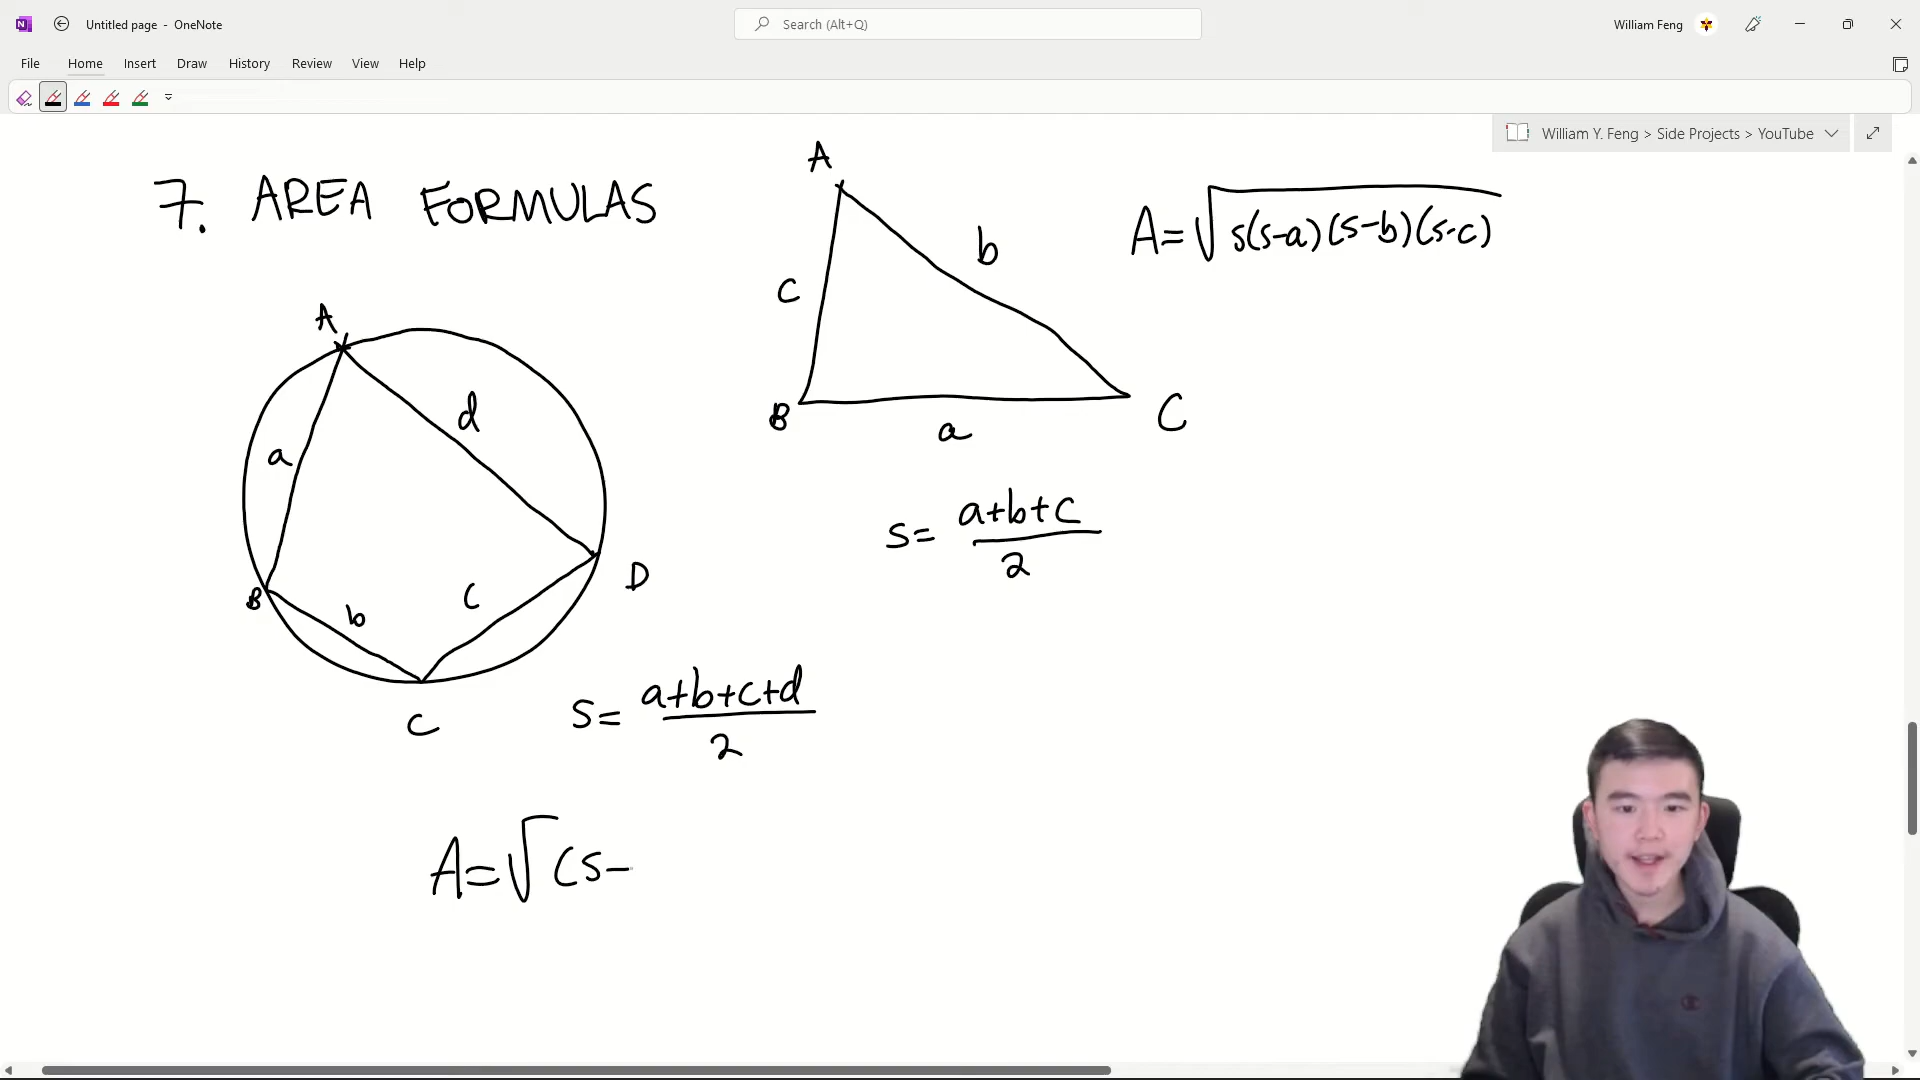 Untitled page - OneNote
Search (Alt+Q)
William Feng
File Home Insert Draw History Review View Help
William Y. Feng > Side Projects > YouTube
7. AREA FORMULAS
A
b
c
B
a
C
A=√s(s-a)(s-b)(s-c)
s= a+b+c
2
A
d
a
B
b
c
D
C
s= a+b+c+d
2
A=√(s-